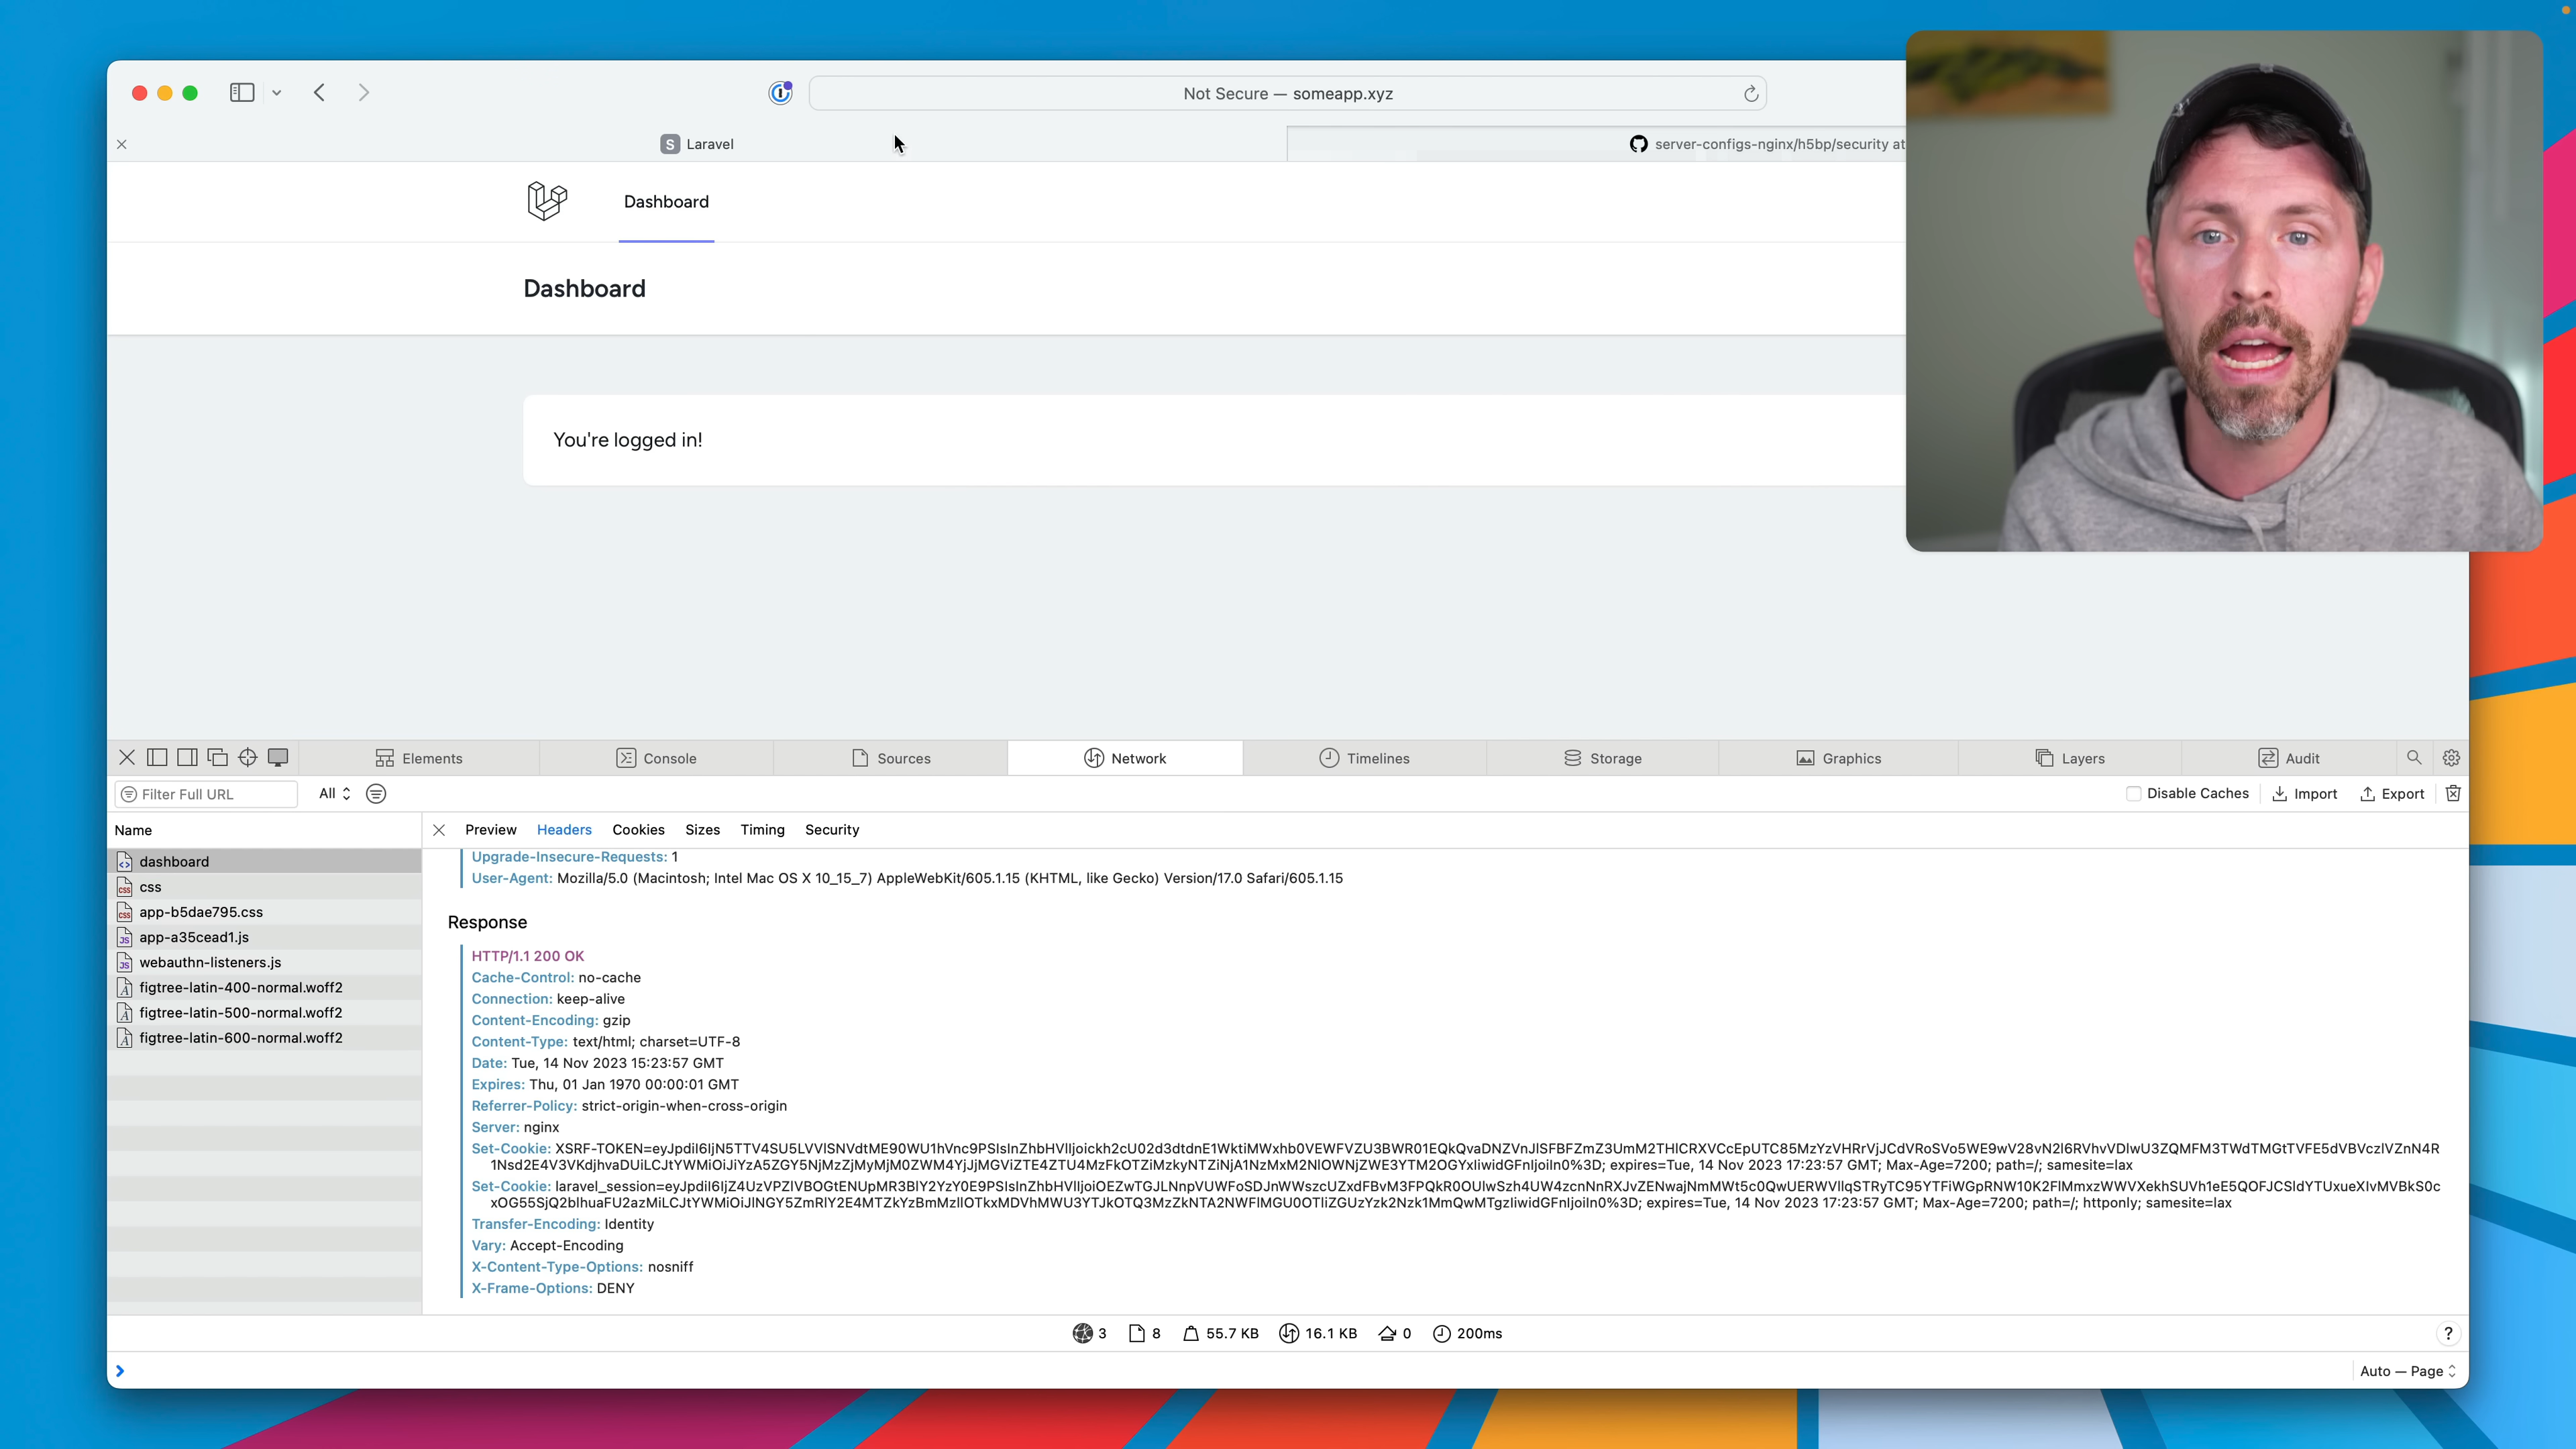 Not Secure — someapp.xyz
S Laravel
server-configs-nginx/h5bp/security at
Dashboard
Dashboard
You're logged in!
Elements
Console
Sources
Network
Timelines
Storage
Graphics
Layers
Audit
Filter Full URL
All
Disable Caches
Import
Export
Name
Preview
Headers
Cookies
Sizes
Timing
Security
dashboard
css
app-b5dae795.css
app-a35cead1.js
webauthn-listeners.js
figtree-latin-400-normal.woff2
figtree-latin-500-normal.woff2
figtree-latin-600-normal.woff2
Upgrade-Insecure-Requests: 1
User-Agent: Mozilla/5.0 (Macintosh; Intel Mac OS X 10_15_7) AppleWebKit/605.1.15 (KHTML, like Gecko) Version/17.0 Safari/605.1.15
Response
HTTP/1.1 200 OK
Cache-Control: no-cache
Connection: keep-alive
Content-Encoding: gzip
Content-Type: text/html; charset=UTF-8
Date: Tue, 14 Nov 2023 15:23:57 GMT
Expires: Thu, 01 Jan 1970 00:00:01 GMT
Referrer-Policy: strict-origin-when-cross-origin
Server: nginx
Set-Cookie:
expires=Tue, 14 Nov 2023 17:23:57 GMT; Max-Age=7200; path=/; samesite=lax
Set-Cookie:
expires=Tue, 14 Nov 2023 17:23:57 GMT; Max-Age=7200; path=/; httponly; samesite=lax
Transfer-Encoding: Identity
Vary: Accept-Encoding
X-Content-Type-Options: nosniff
X-Frame-Options: DENY
3
8
55.7 KB
16.1 KB
0
200ms
?
Auto — Page